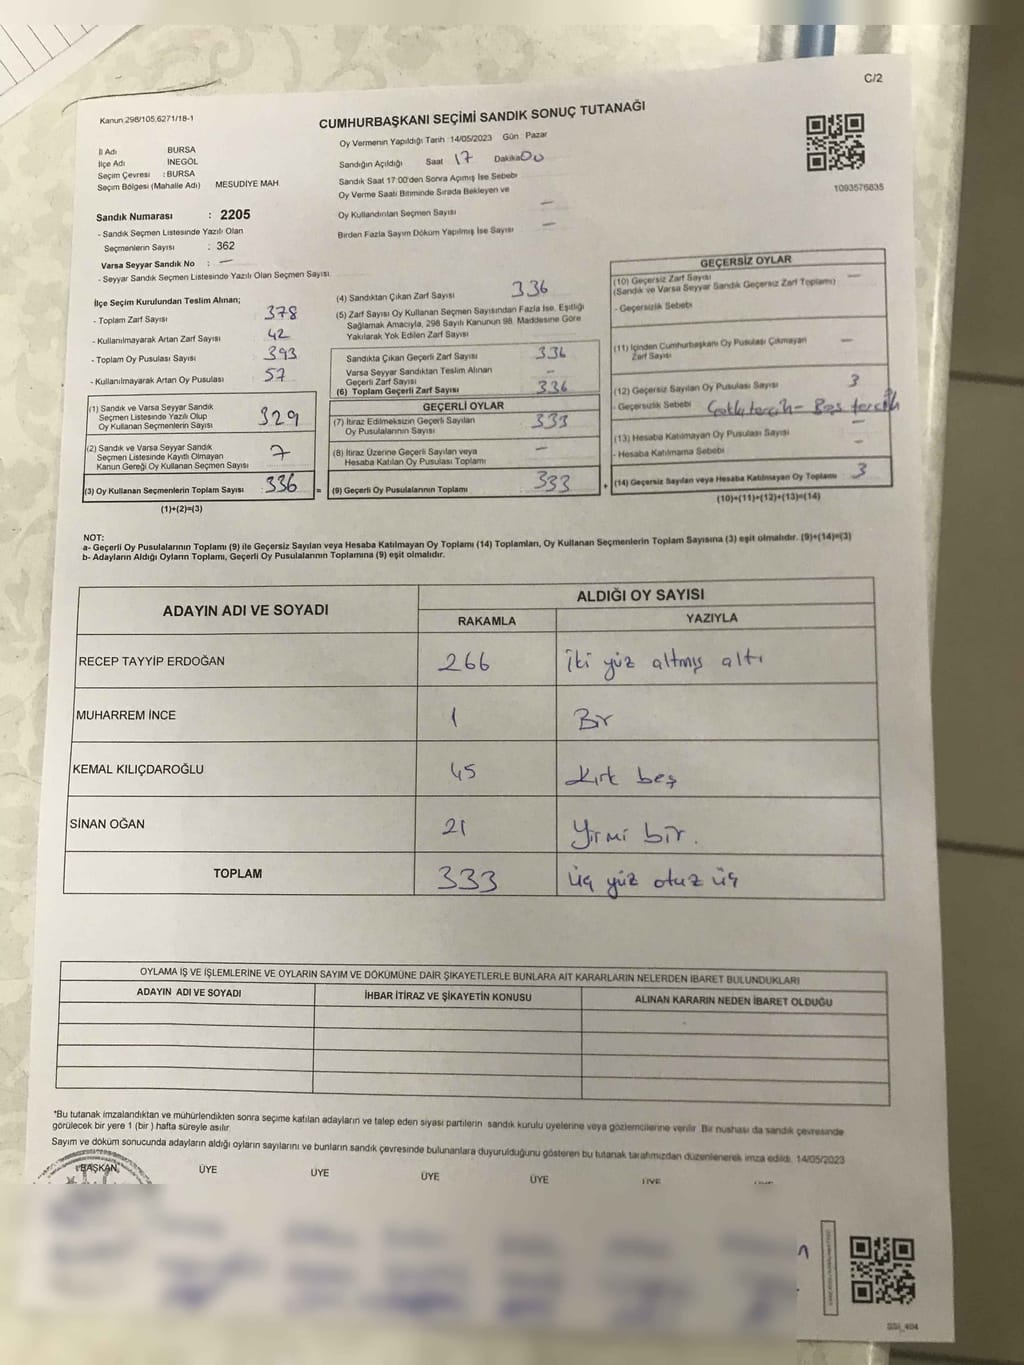 C/2
Kanun 298/105,6271/18-1
CUMHURBAŞKANI SEÇİMİ SANDIK SONUÇ TUTANAĞI
İl Adı BURSA
İlçe Adı INEGÖL
Seçim Çevresi : BURSA
Seçim Bölgesi (Mahalle Adı) MESUDİYE MAH.
Sandık Numarası : 2205
- Sandık Seçmen Listesinde Yazılı Olan
Seçmenlerin Sayısı : 362
Varsa Seyyar Sandık No : —
- Seyyar Sandık Seçmen Listesinde Yazılı Olan Seçmen Sayısı
Oy Vermenin Yapıldığı Tarih 14/05/2023 Gün : Pazar
Sandığın Açıldığı Saat 17 Dakika 00
Sandık Saat 17:00'den Sonra Açımış İse Sebebi
Oy Verme Saati Bitiminde Sırada Bekleyen ve
Oy Kullandırılan Seçmen Sayısı —
Birden Fazla Sayım Döküm Yapılmış İse Sayısı —
1093576835
İlçe Seçim Kurulundan Teslim Alınan;
- Toplam Zarf Sayısı 378
- Kullanılmayarak Artan Zarf Sayısı 42
- Toplam Oy Pusulası Sayısı 393
- Kullanılmayarak Artan Oy Pusulası 57
(1) Sandık ve Varsa Seyyar Sandık
Seçmen Listesinde Yazılı Olup
Oy Kullanan Seçmenlerin Sayısı 329
(2) Sandık ve Varsa Seyyar Sandık
Seçmen Listesinde Kayıtlı Olmayan
Kanun Gereği Oy Kullanan Seçmen Sayısı 7
(3) Oy Kullanan Seçmenlerin Toplam Sayısı 336 =
(1)+(2)=(3)
(4) Sandıktan Çıkan Zarf Sayısı 336
(5) Zarf Sayısı Oy Kullanan Seçmen Sayısından Fazla İse, Eşitliği
Sağlamak Amacıyla, 298 Sayılı Kanunun 98. Maddesine Göre
Yakılarak Yok Edilen Zarf Sayısı
Sandıkta Çıkan Geçerli Zarf Sayısı 336
Varsa Seyyar Sandıktan Teslim Alınan
Geçerli Zarf Sayısı —
(6) Toplam Geçerli Zarf Sayısı 336
GEÇERLİ OYLAR
(7) İtiraz Edilmeksizin Geçerli Sayılan
Oy Pusulalarının Sayısı 333
(8) İtiraz Üzerine Geçerli Sayılan veya
Hesaba Katılan Oy Pusulası Toplamı —
(9) Geçerli Oy Pusulalarının Toplamı 333 +
GEÇERSİZ OYLAR
(10) Geçersiz Zarf Sayısı —
(Sandık ve Varsa Seyyar Sandık Geçersiz Zarf Toplamı)
- Geçersizlik Sebebi
(11) İçinden Cumhurbaşkanı Oy Pusulası Çıkmayan
Zarf Sayısı —
(12) Geçersiz Sayılan Oy Pusulası Sayısı 3
- Geçersizlik Sebebi tercih - Boş tercih
(13) Hesaba Katılmayan Oy Pusulası Sayısı —
- Hesaba Katılmama Sebebi —
(14) Geçersiz Sayılan veya Hesaba Katılmayan Oy Toplamı 3
(10)+(11)+(12)+(13)=(14)
NOT:
a- Geçerli Oy Pusulalarının Toplamı (9) ile Geçersiz Sayılan veya Hesaba Katılmayan Oy Toplamı (14) Toplamları, Oy Kullanan Seçmenlerin Toplam Sayısına (3) eşit olmalıdır. (9)+(14)=(3)
b- Adayların Aldığı Oyların Toplamı, Geçerli Oy Pusulalarının Toplamına (9) eşit olmalıdır.
ADAYIN ADI VE SOYADI
ALDIĞI OY SAYISI
RAKAMLA YAZIYLA
RECEP TAYYİP ERDOĞAN 266 İki yüz altmış altı
MUHARREM İNCE 1 Bir
KEMAL KILIÇDAROĞLU 45 Kırk beş
SİNAN OĞAN 21 Yirmi bir.
TOPLAM 333 üç yüz otuz üç
OYLAMA İŞ VE İŞLEMLERİNE VE OYLARIN SAYIM VE DÖKÜMÜNE DAİR ŞİKAYETLERLE BUNLARA AİT KARARLARIN NELERDEN İBARET BULUNDUKLARI
ADAYIN ADI VE SOYADI İHBAR İTİRAZ VE ŞİKAYETİN KONUSU ALINAN KARARIN NEDEN İBARET OLDUĞU
*Bu tutanak imzalandıktan ve mühürlendikten sonra seçime katılan adayların ve talep eden siyasi partilerin sandık kurulu üyelerine veya gözlemcilerine verilir. Bir nushası da sandık çevresinde
görülecek bir yere 1 (bir ) hafta süreyle asılır.
Sayım ve döküm sonucunda adayların aldığı oyların sayılarını ve bunların sandık çevresinde bulunanlara duyurulduğunu gösteren bu tutanak tarafımızdan düzenlenerek imza edildi. 14/05/2023
BAŞKAN ÜYE ÜYE ÜYE ÜYE ÜYE